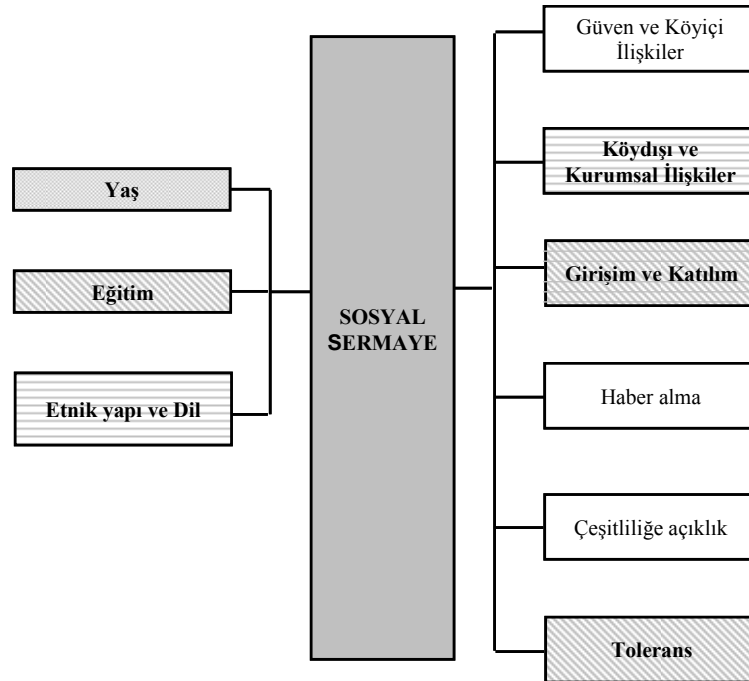 Yaş
Eğitim
Etnik yapı ve Dil
SOSYAL
SERMAYE
Güven ve Köyiçi
İlişkiler
Köydışı ve
Kurumsal İlişkiler
Girişim ve Katılım
Haber alma
Çeşitliliğe açıklık
Tolerans